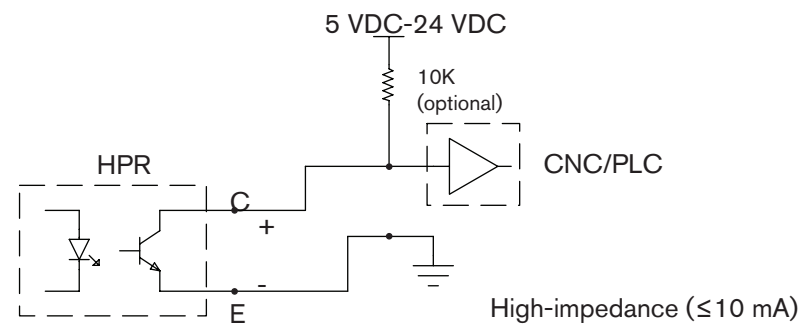 5 VDC-24 VDC
10K
(optional)
HPR
CNC/PLC
C
+
-
E
High-impedance (≤10 mA)